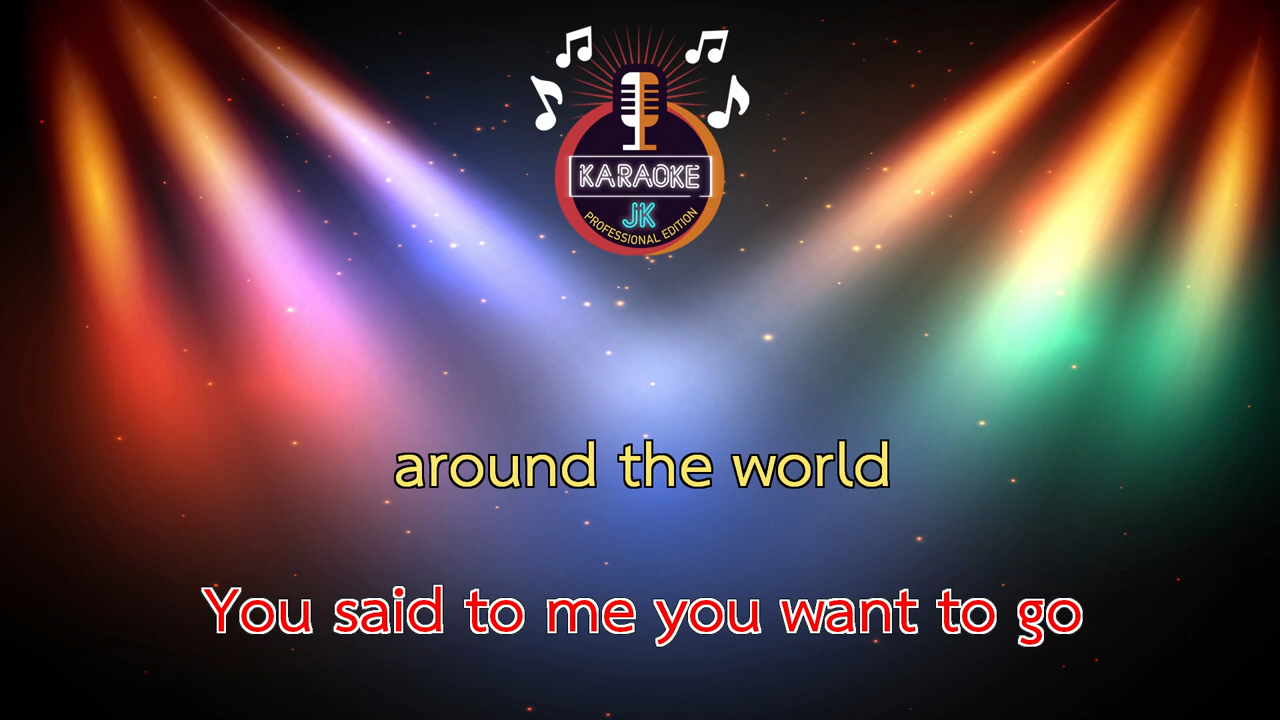 KARAOKE
JK
PROFESSIONAL EDITION
around the world
You said to me you want to go